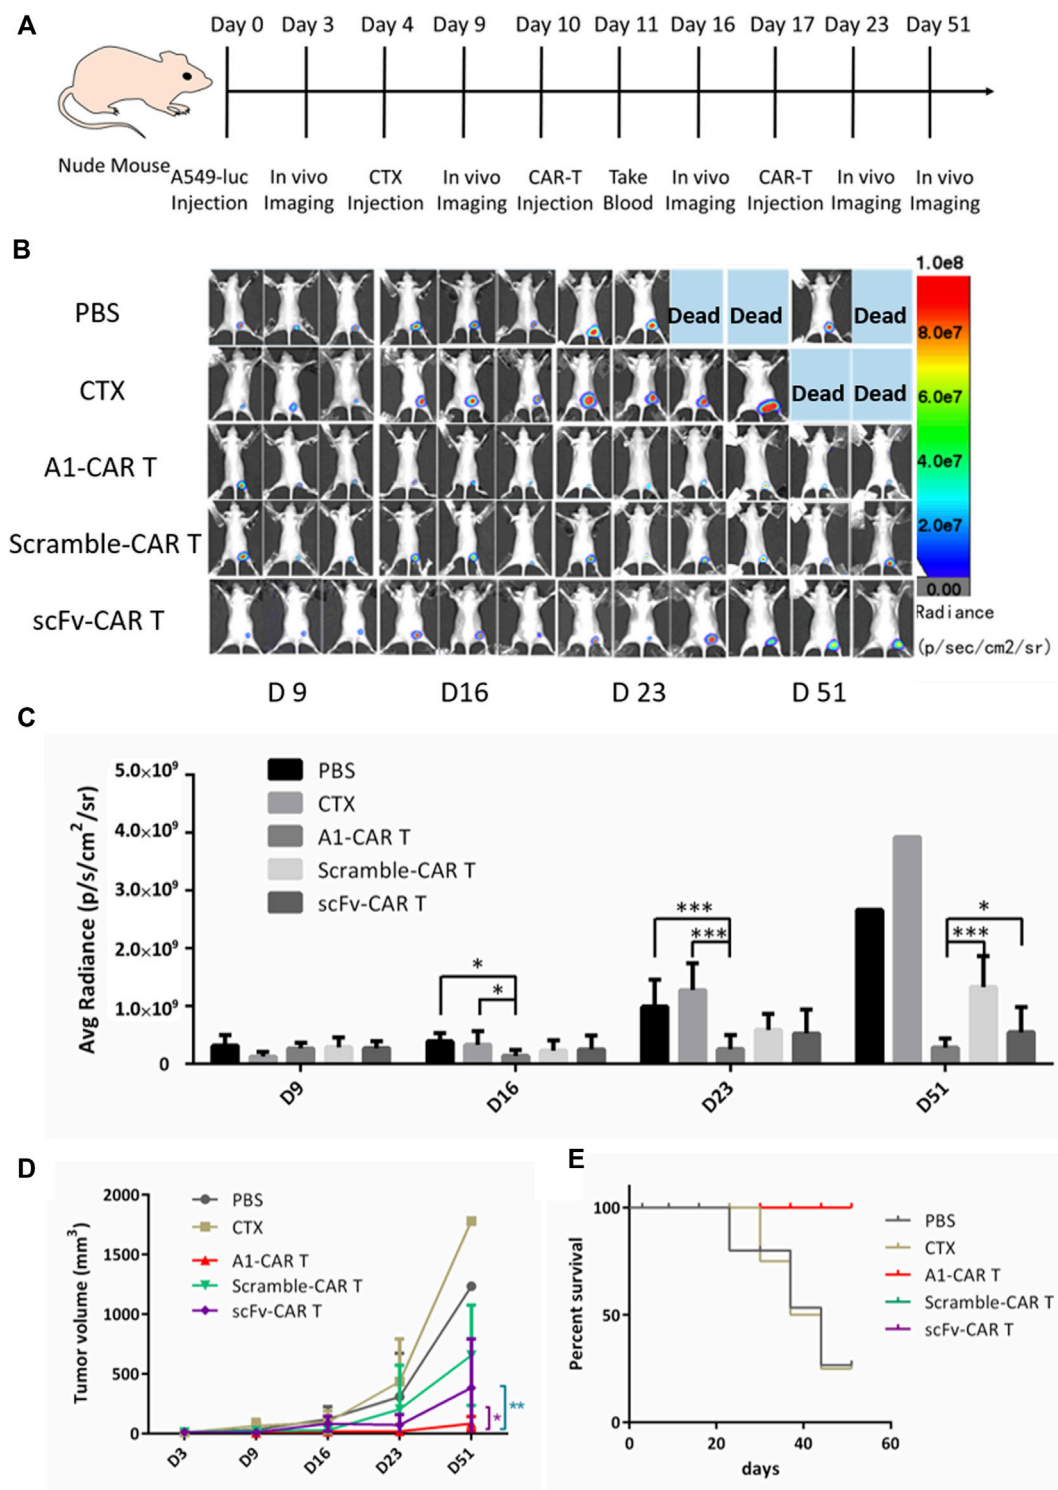 A
Day 0 Day 3 Day 4 Day 9 Day 10 Day 11 Day 16 Day 17 Day 23 Day 51
Nude Mouse
A549-luc In vivo CTX In vivo CAR-T Take In vivo CAR-T In vivo In vivo
Injection Imaging Injection Imaging Injection Blood Imaging Injection Imaging Imaging
B
1.0e8
PBS
Dead Dead Dead
8.0e7
CTX
Dead Dead
6.0e7
A1-CAR T
4.0e7
Scramble-CAR T
2.0e7
0.00
scFv-CAR T
Radiance
(p/sec/cm2/sr)
D 9 D16 D 23 D 51
C
Avg Radiance (p/s/cm²/sr)
5.0×10⁹
4.0×10⁹
3.0×10⁹
2.0×10⁹
1.0×10⁹
0
PBS
CTX
A1-CAR T
Scramble-CAR T
scFv-CAR T
* *
*** ***
* ***
D9 D16 D23 D51
D
Tumor volume (mm³)
2000
1500
1000
500
0
PBS
CTX
A1-CAR T
Scramble-CAR T
scFv-CAR T
* **
D3 D9 D16 D23 D51
E
Percent survival
100
50
0
PBS
CTX
A1-CAR T
Scramble-CAR T
scFv-CAR T
0 20 40 60
days